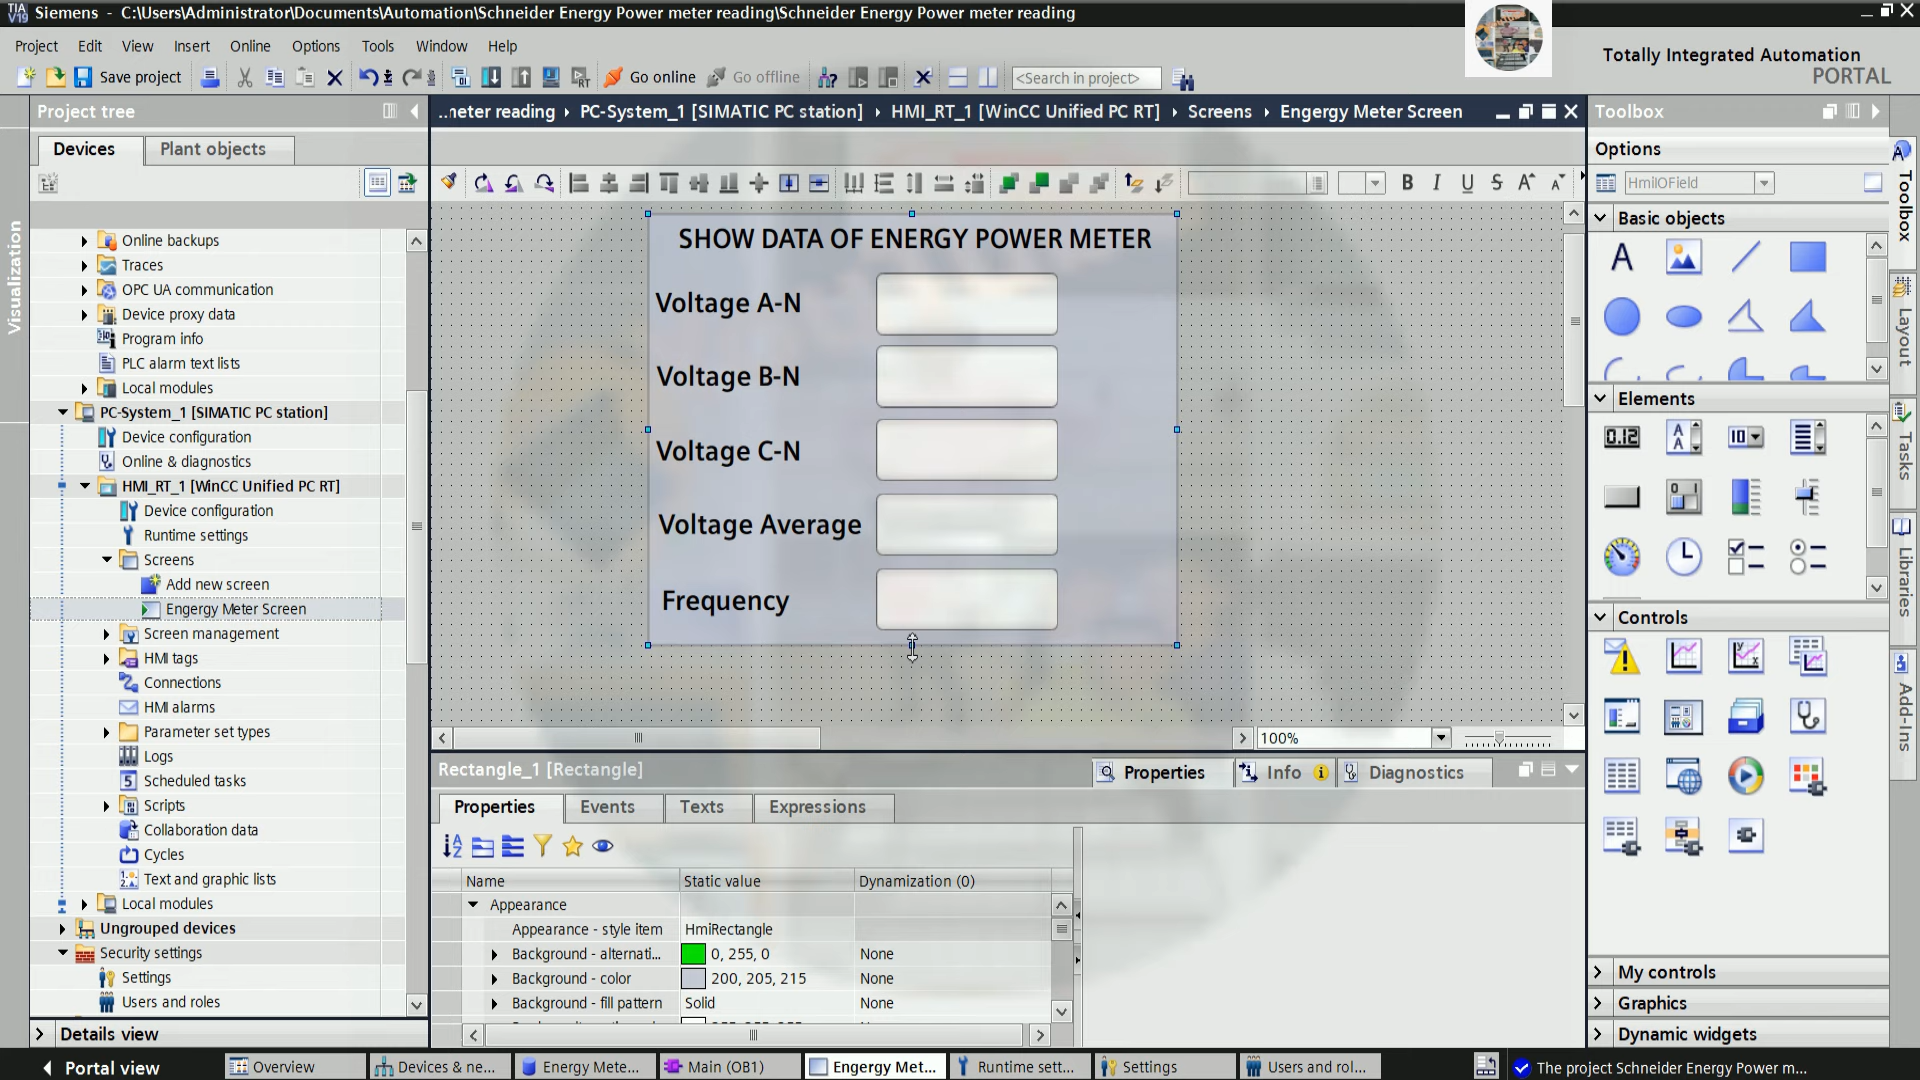 TIA
V19
Siemens - C:\Users\Administrator\Documents\Automation\Schneider Energy Power meter reading\Schneider Energy Power meter reading
Project Edit View Insert Online Options Tools Window Help
Totally Integrated Automation
PORTAL
Save project
Go online
Go offline
<Search in project>
Project tree
...neter reading › PC-System_1 [SIMATIC PC station] › HMI_RT_1 [WinCC Unified PC RT] › Screens › Engergy Meter Screen
Toolbox
Devices
Plant objects
Options
HmiIOField
Visualization
Online backups
Traces
OPC UA communication
Device proxy data
Program info
PLC alarm text lists
Local modules
PC-System_1 [SIMATIC PC station]
Device configuration
Online & diagnostics
HMI_RT_1 [WinCC Unified PC RT]
Device configuration
Runtime settings
Screens
Add new screen
Engergy Meter Screen
Screen management
HMI tags
Connections
HMI alarms
Parameter set types
Logs
Scheduled tasks
Scripts
Collaboration data
Cycles
Text and graphic lists
Local modules
Ungrouped devices
Security settings
Settings
Users and roles
Details view
SHOW DATA OF ENERGY POWER METER
Voltage A-N
Voltage B-N
Voltage C-N
Voltage Average
Frequency
100%
Rectangle_1 [Rectangle]
Properties
Info
Diagnostics
Properties
Events
Texts
Expressions
Name Static value Dynamization (0)
Appearance
Appearance - style item HmiRectangle
Background - alternati... 0, 255, 0 None
Background - color 200, 205, 215 None
Background - fill pattern Solid None
Basic objects
Elements
Controls
My controls
Graphics
Dynamic widgets
Toolbox
Layout
Tasks
Libraries
Add-Ins
Portal view
Overview
Devices & ne...
Energy Mete...
Main (OB1)
Engergy Met...
Runtime sett...
Settings
Users and rol...
The project Schneider Energy Power m...